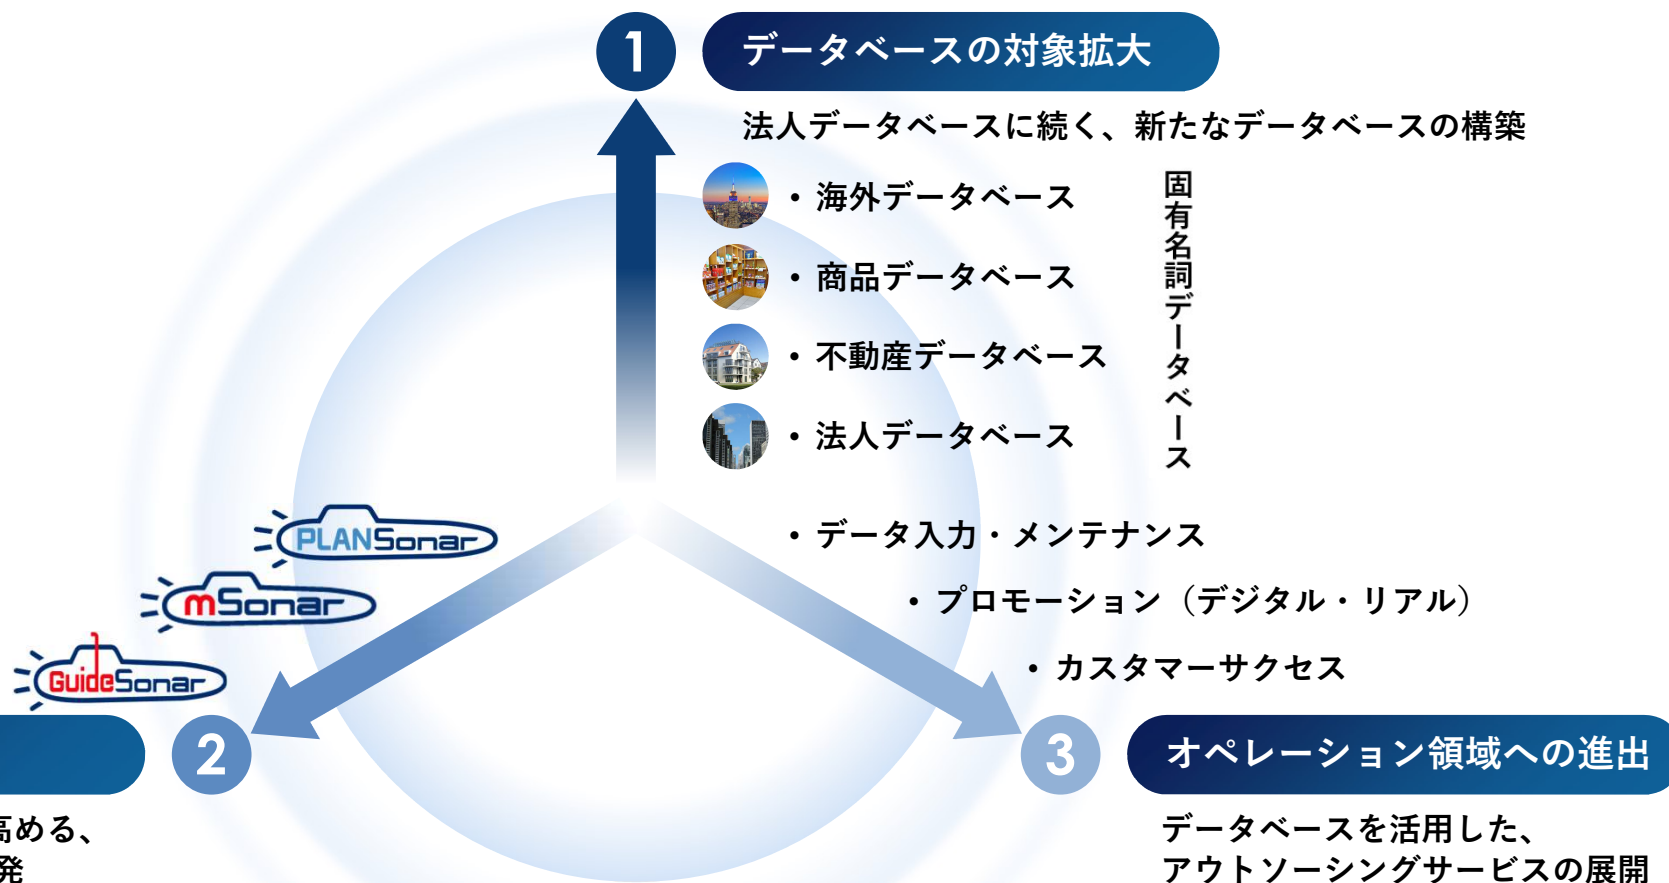 1
データベースの対象拡大
法人データベースに続く、新たなデータベースの構築
・海外データベース
・商品データベース
・不動産データベース
・法人データベース
固有名詞データベース
PLANSonar
mSonar
GuideSonar
2
高める、
発
・データ入力・メンテナンス
・プロモーション（デジタル・リアル）
・カスタマーサクセス
3
オペレーション領域への進出
データベースを活用した、
アウトソーシングサービスの展開